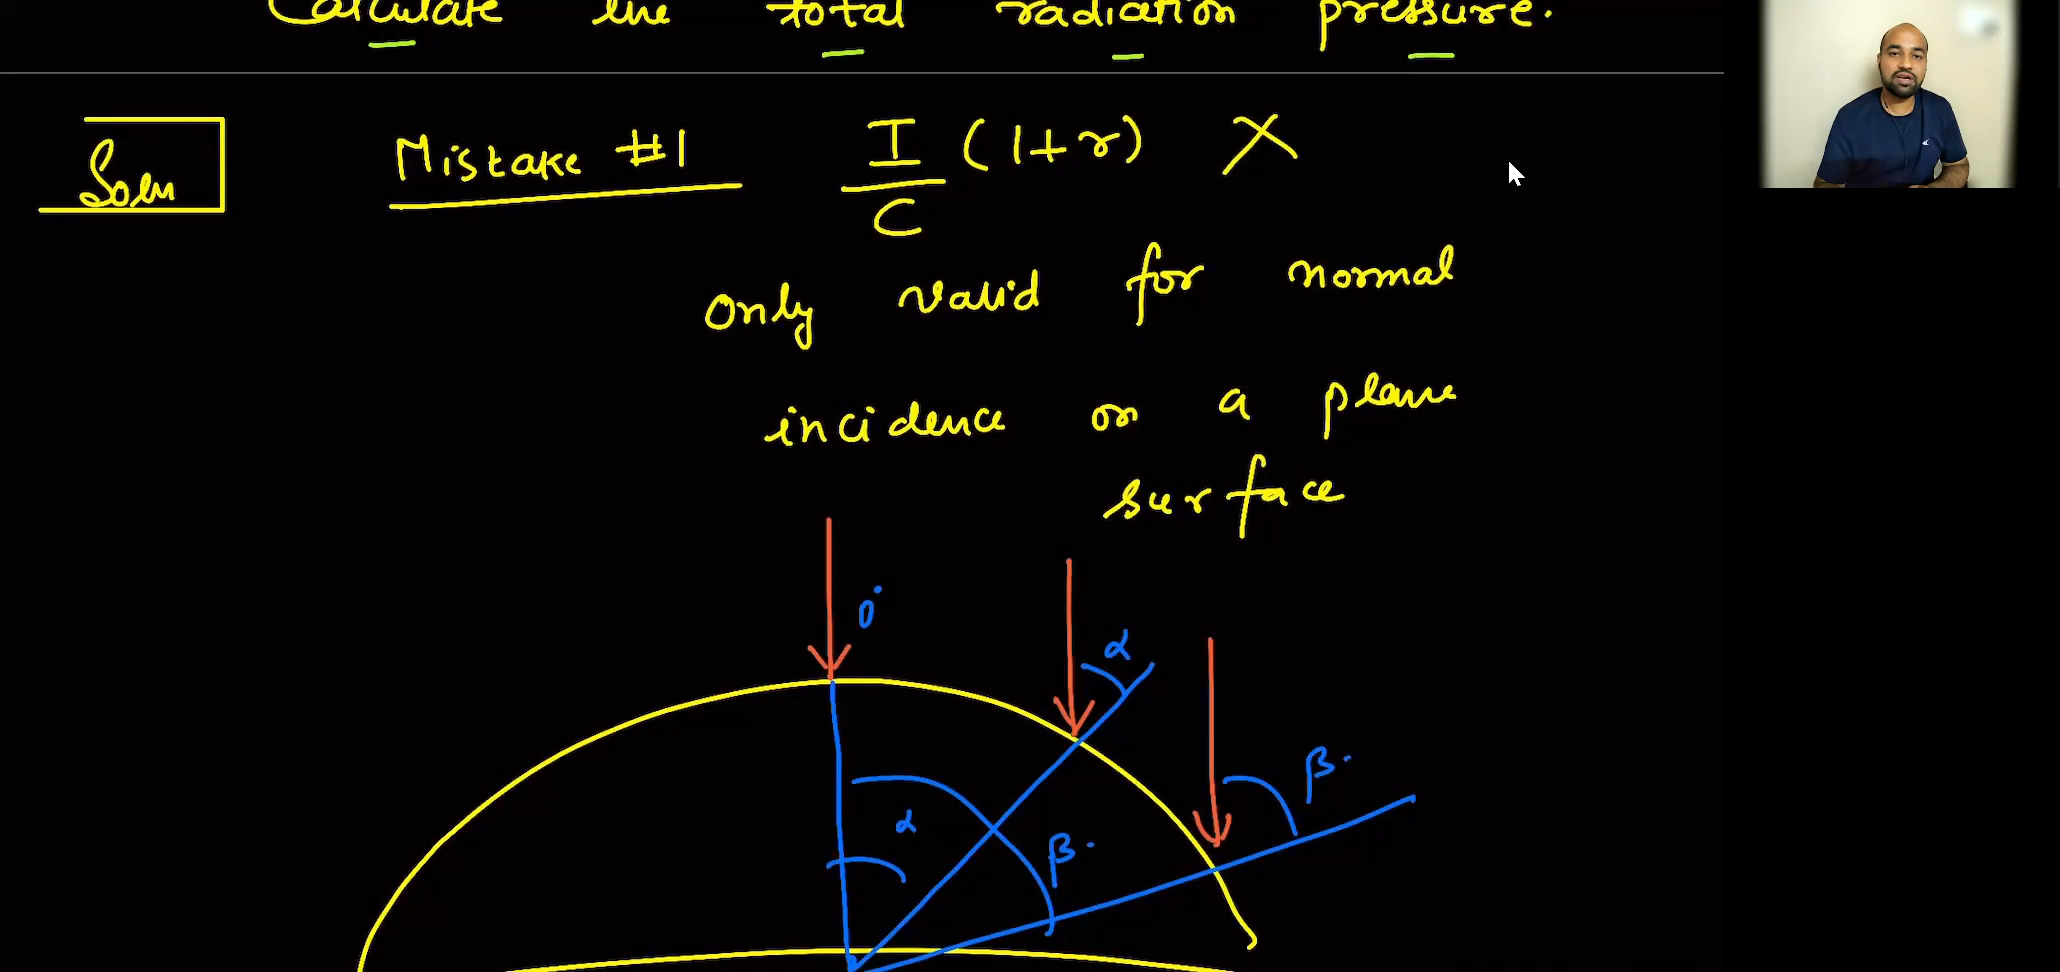 Calculate the total radiation pressure.
Soln
Mistake #1 I/C (1+r) X
only valid for normal
incidence on a plane
surface
0°
α
β
α
β